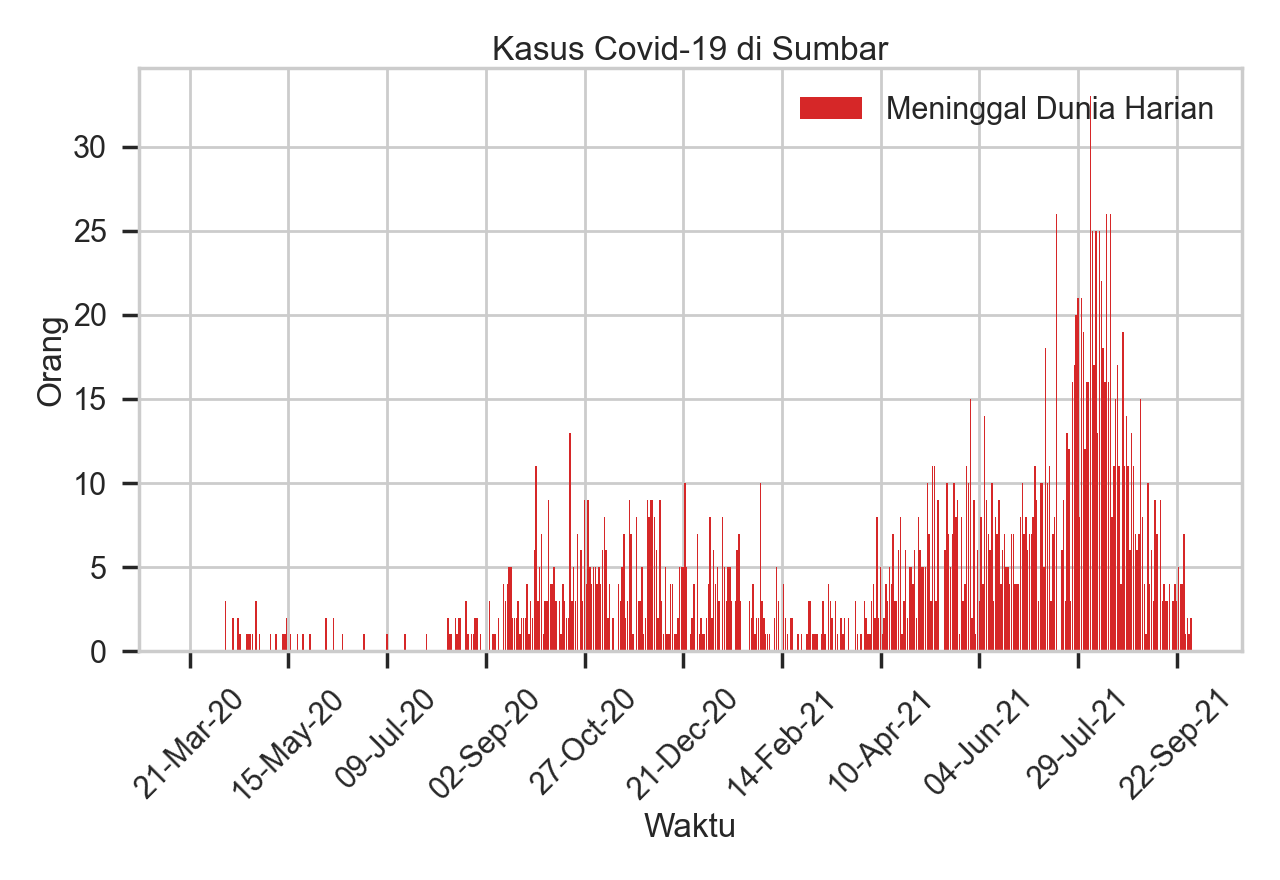 Kasus Covid-19 di Sumbar
Meninggal Dunia Harian
30
25
20
15
10
5
0
Orang
21-Mar-20
15-May-20
09-Jul-20
02-Sep-20
27-Oct-20
21-Dec-20
14-Feb-21
10-Apr-21
04-Jun-21
29-Jul-21
22-Sep-21
Waktu